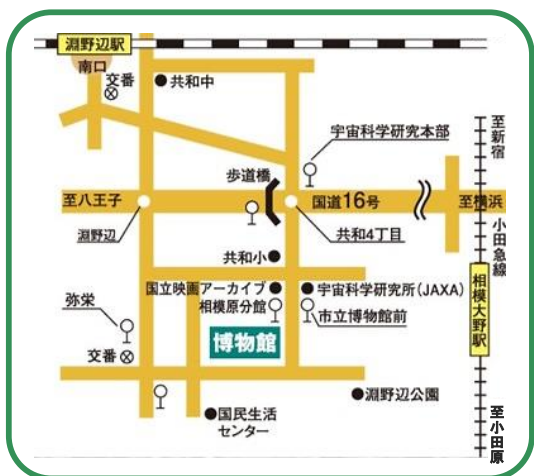 淵野辺駅
南口
交番
共和中
宇宙科学研究本部
至新宿
歩道橋
至八王子
国道16号
至横浜
淵野辺
共和4丁目
小田急線
共和小
国立映画アーカイブ
相模原分館
宇宙科学研究所(JAXA)
市立博物館前
弥栄
博物館
相模大野駅
交番
淵野辺公園
国民生活
センター
至小田原